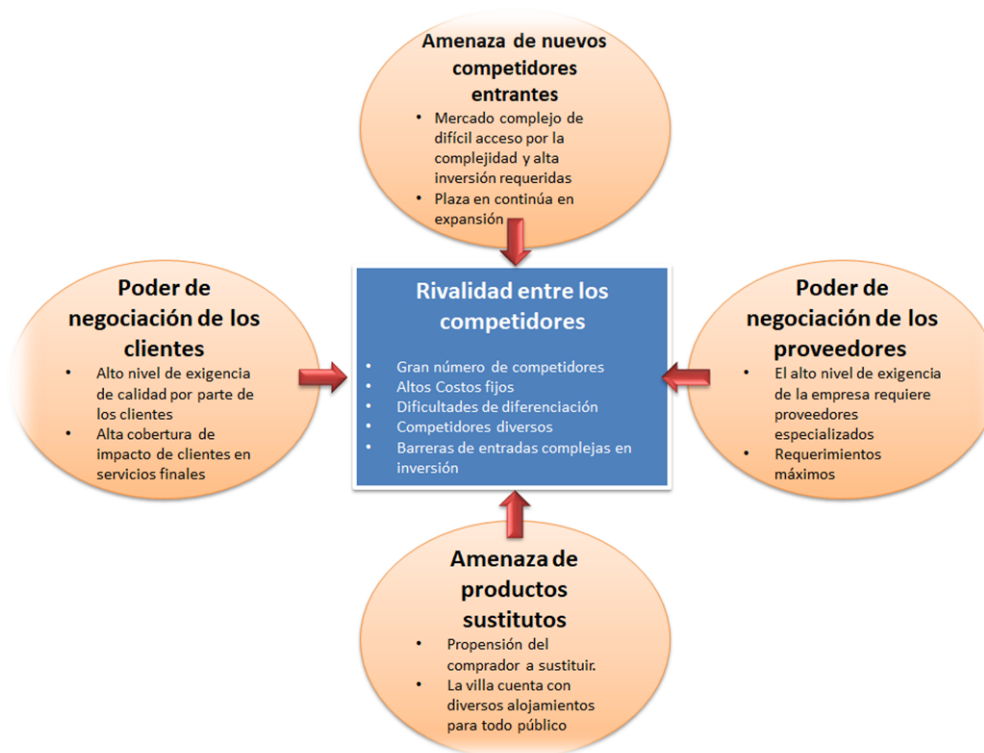 Amenaza de nuevos
competidores
entrantes
• Mercado complejo de
difícil acceso por la
complejidad y alta
inversión requeridas
• Plaza en continúa en
expansión
Poder de
negociación de los
clientes
• Alto nivel de exigencia
de calidad por parte de
los clientes
• Alta cobertura de
impacto de clientes en
servicios finales
Rivalidad entre los
competidores
• Gran número de competidores
• Altos Costos fijos
• Dificultades de diferenciación
• Competidores diversos
• Barreras de entradas complejas en
inversión
Poder de
negociación de los
proveedores
• El alto nivel de exigencia
de la empresa requiere
proveedores
especializados
• Requerimientos
máximos
Amenaza de
productos
sustitutos
• Propensión del
comprador a sustituir.
• La villa cuenta con
diversos alojamientos
para todo público